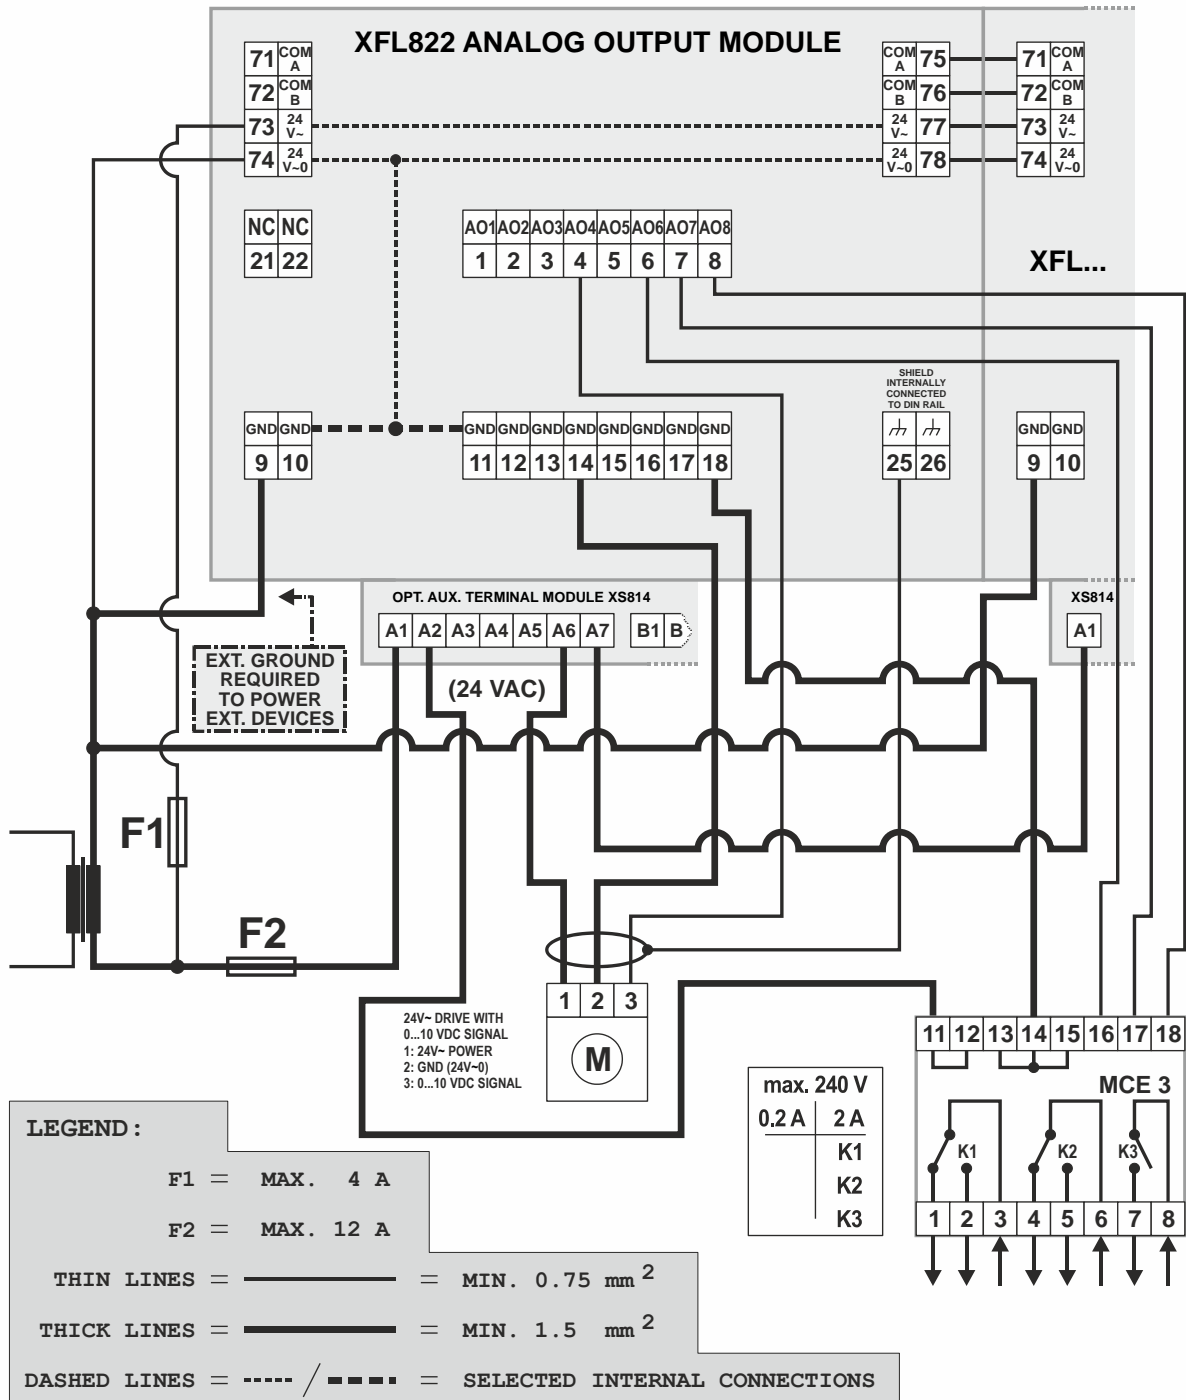 XFL822 ANALOG OUTPUT MODULE
71 COM A
72 COM B
73 24 V~
74 24 V~0
COM A 75
COM B 76
24 V~ 77
24 V~0 78
71 COM A
72 COM B
73 24 V~
74 24 V~0
NC NC
21 22
AO1 AO2 AO3 AO4 AO5 AO6 AO7 AO8
1 2 3 4 5 6 7 8
XFL...
SHIELD
INTERNALLY
CONNECTED
TO DIN RAIL
GND GND
9 10
GND GND GND GND GND GND GND GND
11 12 13 14 15 16 17 18
25 26
GND GND
9 10
OPT. AUX. TERMINAL MODULE XS814
A1 A2 A3 A4 A5 A6 A7
B1 B
XS814
A1
EXT. GROUND
REQUIRED
TO POWER
EXT. DEVICES
(24 VAC)
F1
F2
1 2 3
M
24V~ DRIVE WITH
0...10 VDC SIGNAL
1: 24V~ POWER
2: GND (24V~0)
3: 0...10 VDC SIGNAL
11 12 13 14 15 16 17 18
MCE 3
K1 K2 K3
1 2 3 4 5 6 7 8
max. 240 V
0.2 A 2 A
K1
K2
K3
LEGEND:
F1 = MAX. 4 A
F2 = MAX. 12 A
THIN LINES = = MIN. 0.75 mm 2
THICK LINES = = MIN. 1.5 mm 2
DASHED LINES = / = SELECTED INTERNAL CONNECTIONS